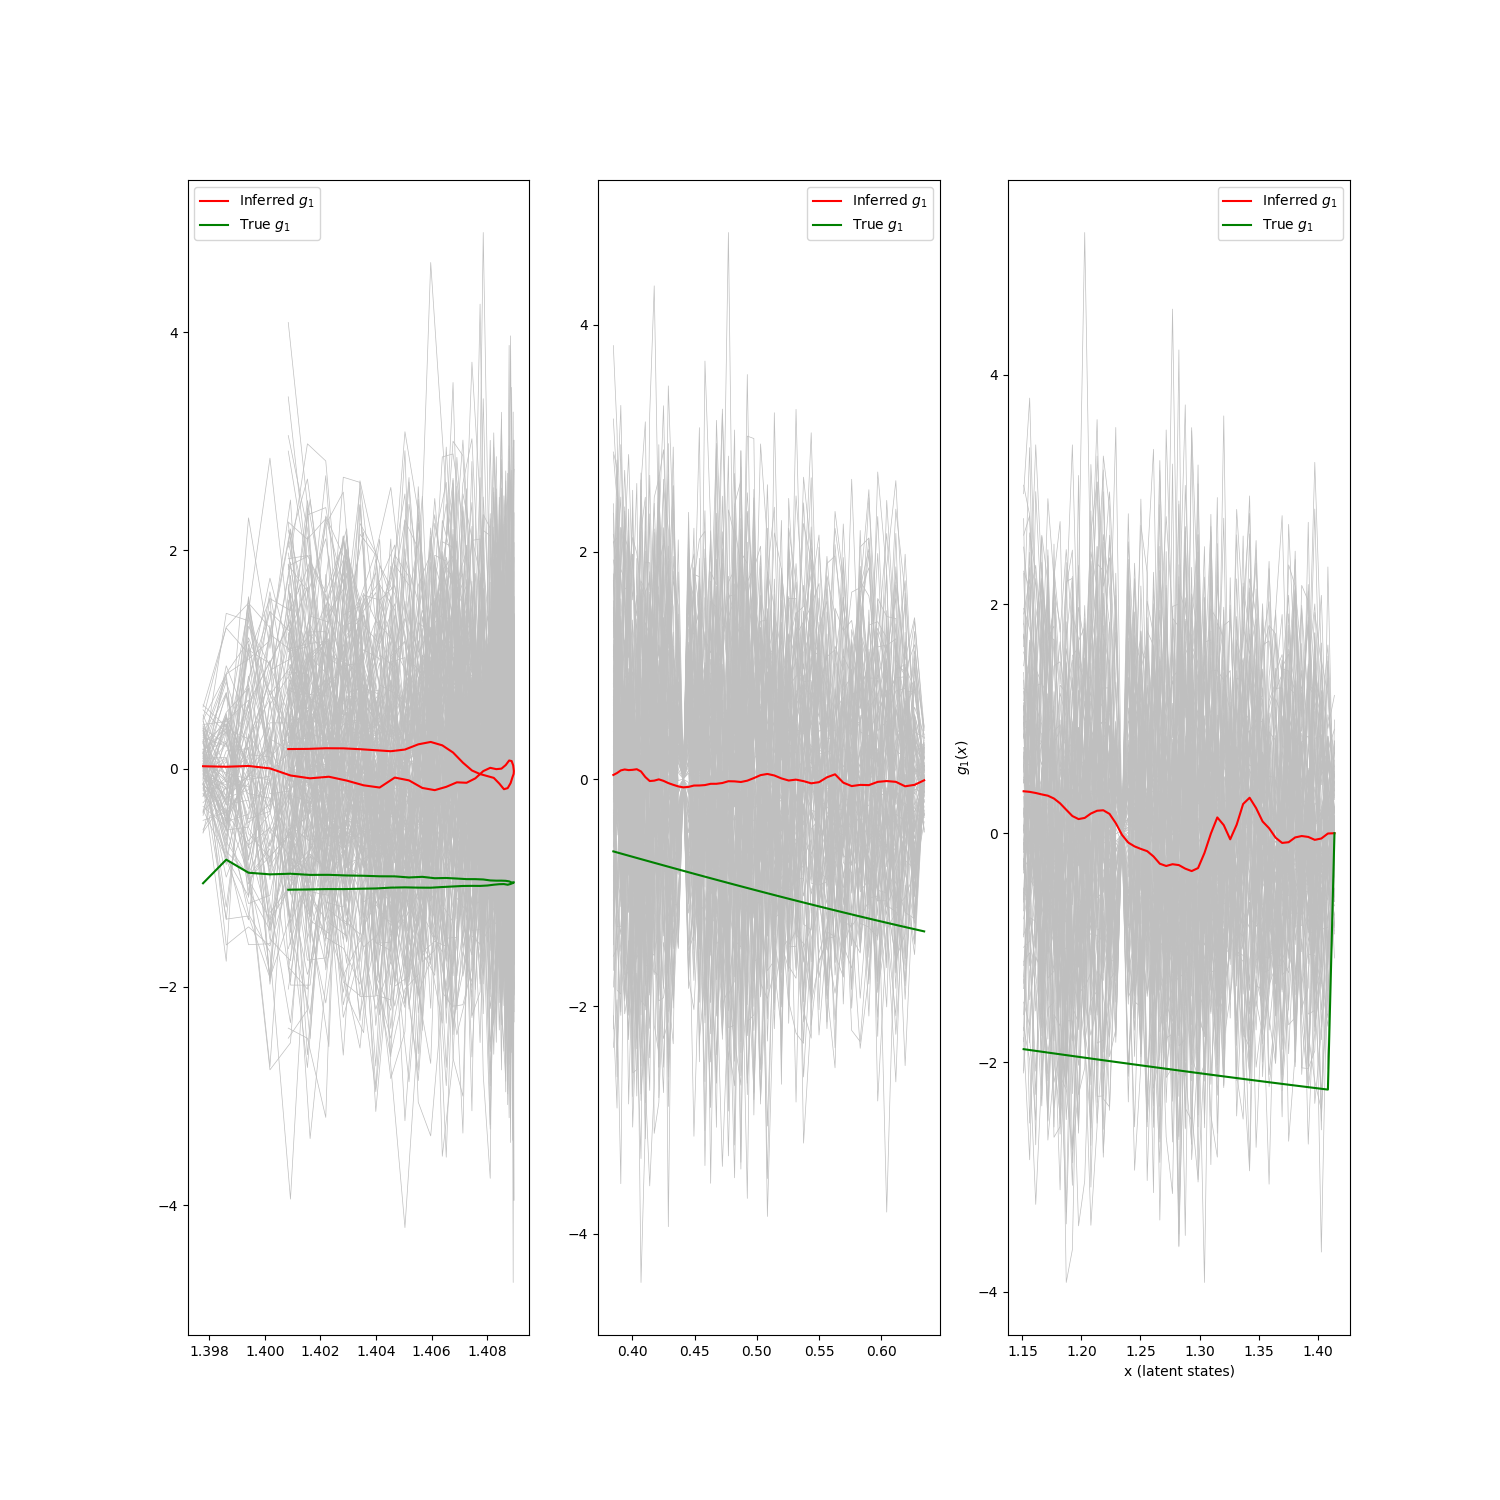 Inferred g₁
True g₁
4
2
0
−2
−4
1.398 1.400 1.402 1.404 1.406 1.408
Inferred g₁
True g₁
4
2
0
−2
−4
0.40 0.45 0.50 0.55 0.60
Inferred g₁
True g₁
g₁(x)
4
2
0
−2
−4
1.15 1.20 1.25 1.30 1.35 1.40
x (latent states)